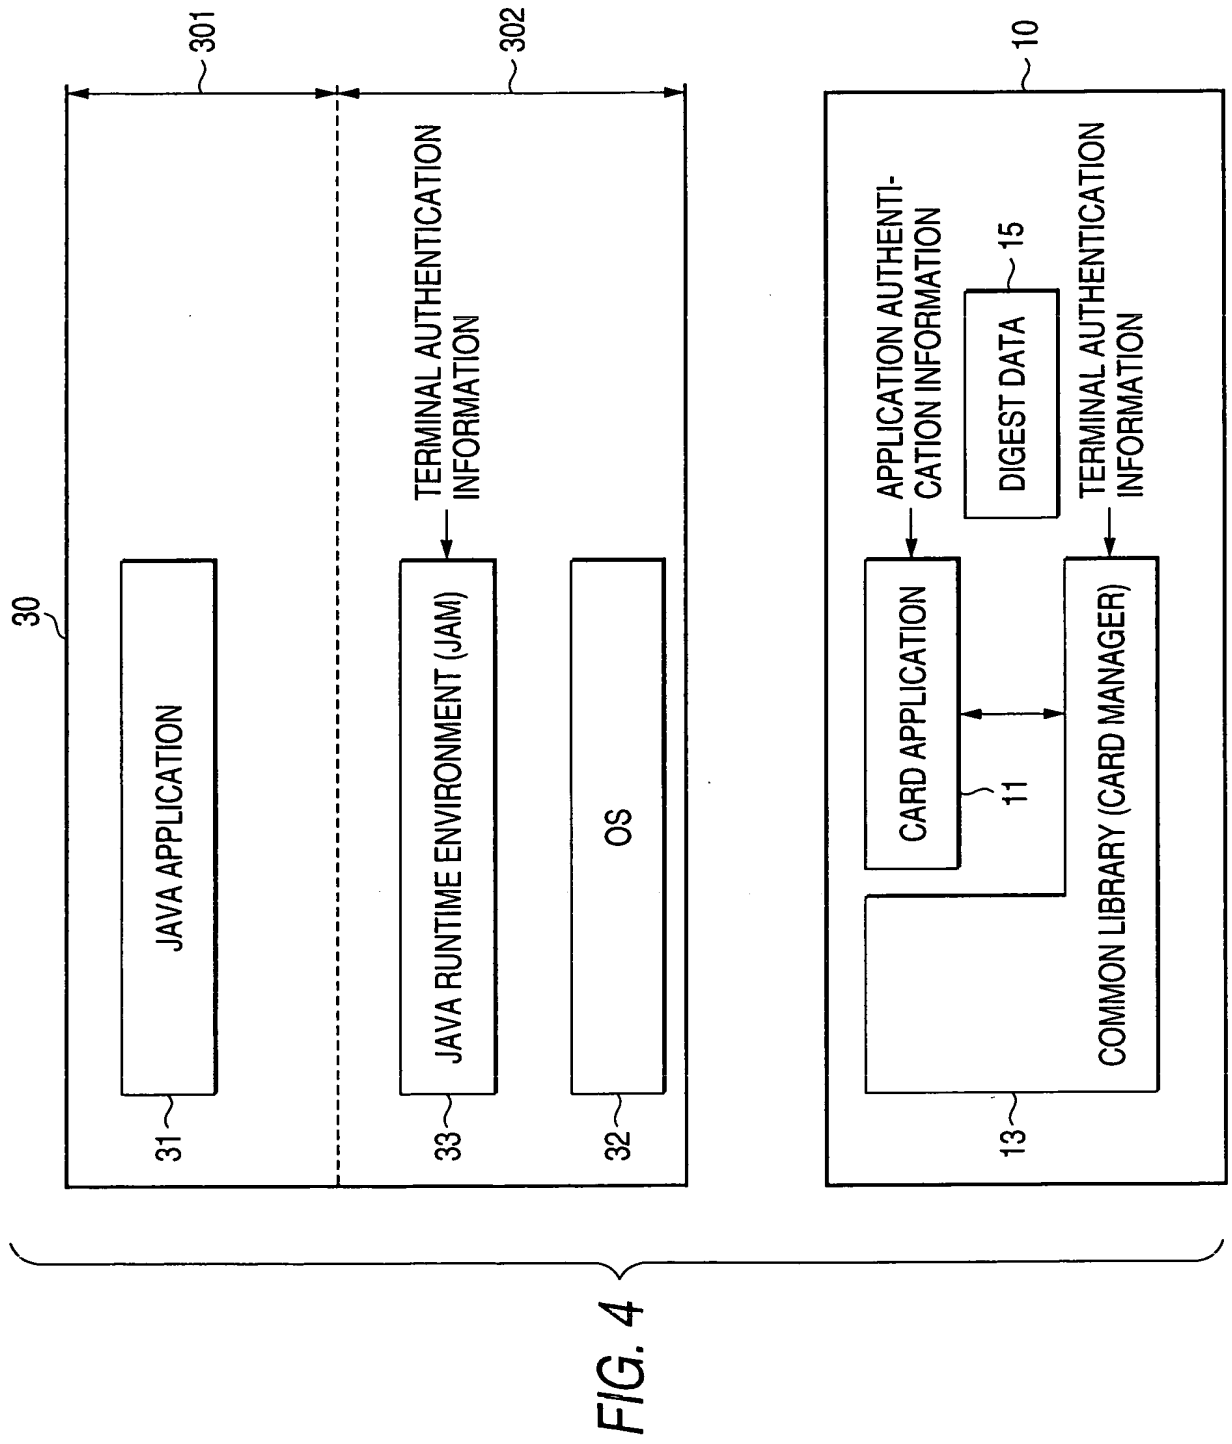 FIG. 4
30
301
302
31
JAVA APPLICATION
33
JAVA RUNTIME ENVIRONMENT (JAM)
TERMINAL AUTHENTICATION
INFORMATION
32
OS
10
CARD APPLICATION
11
APPLICATION AUTHENTI-
CATION INFORMATION
DIGEST DATA
15
13
COMMON LIBRARY (CARD MANAGER)
TERMINAL AUTHENTICATION
INFORMATION